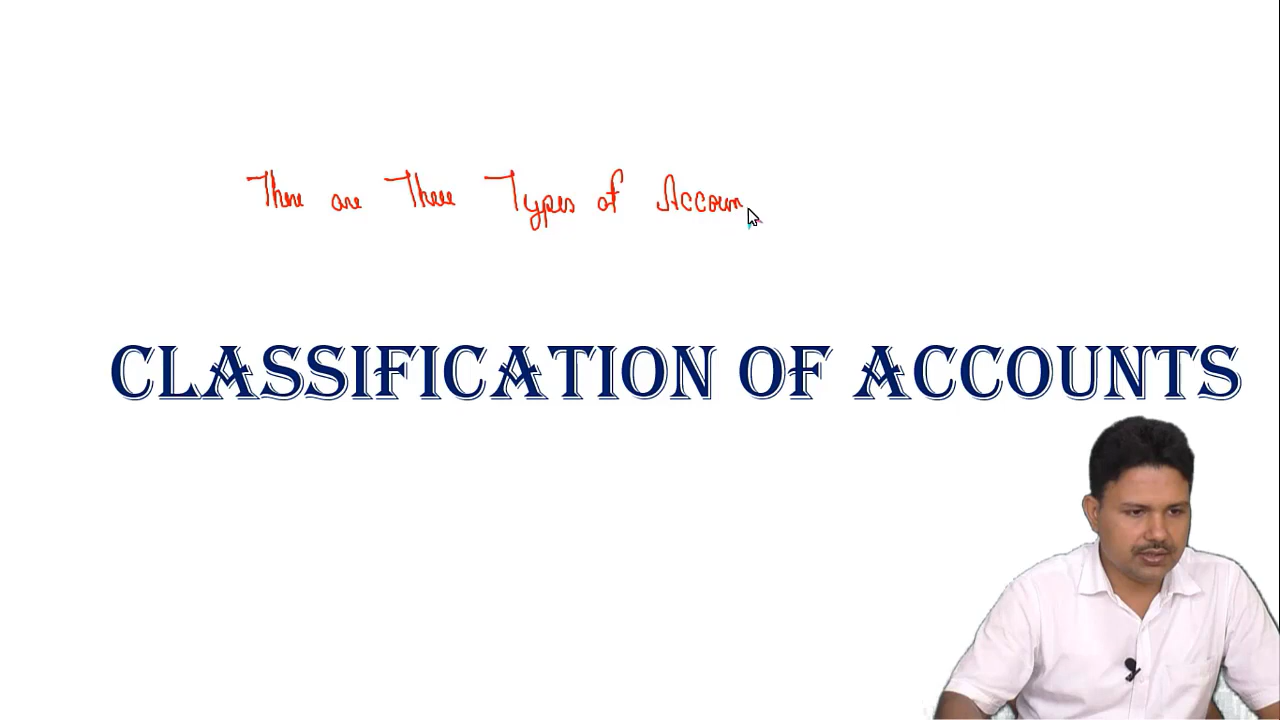 There are Three Types of Accoun
CLASSIFICATION OF ACCOUNTS